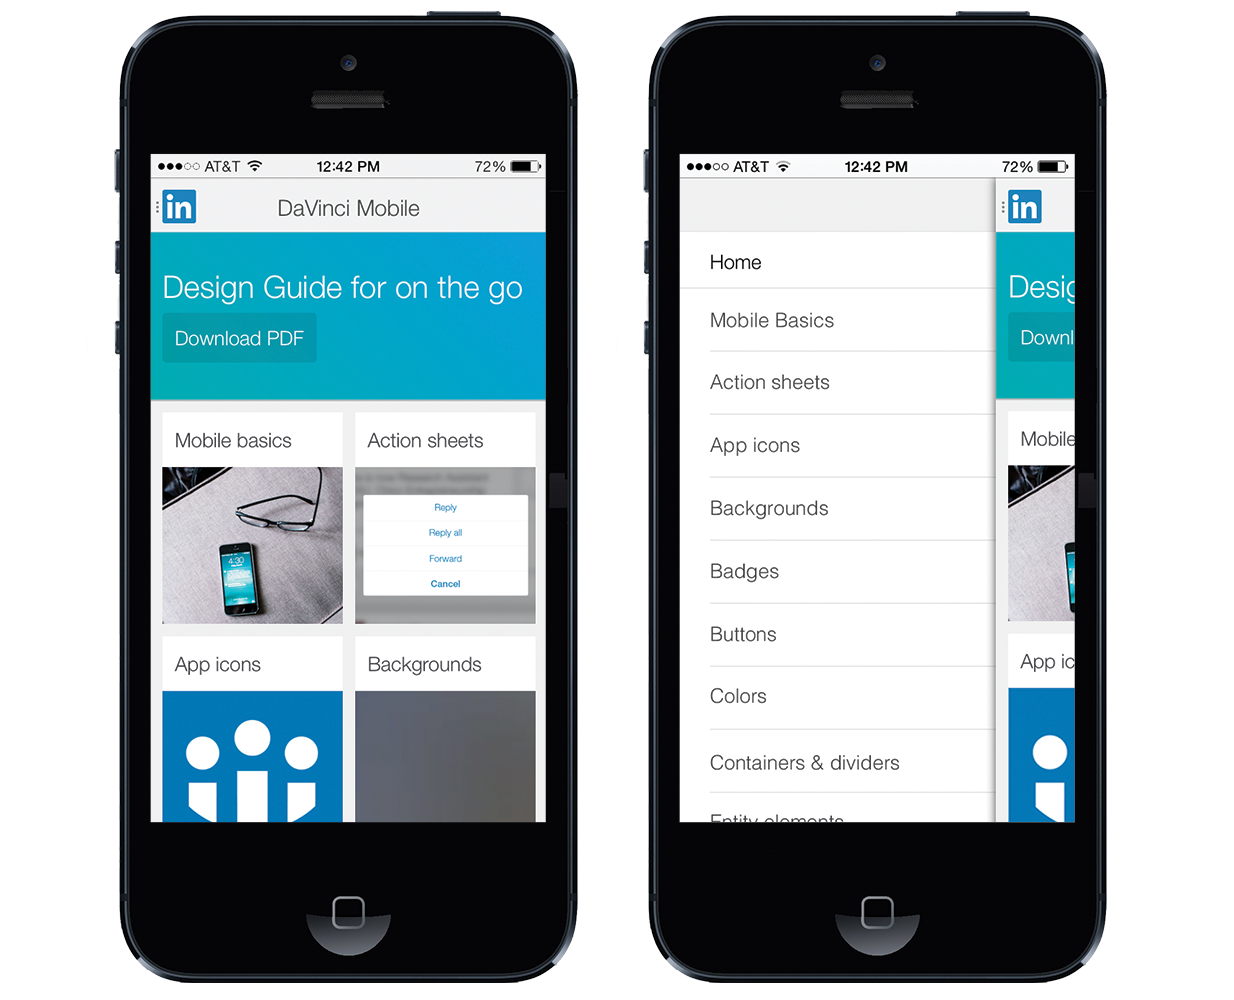 AT&T 12:42 PM 72%
in DaVinci Mobile
Design Guide for on the go
Download PDF
Mobile basics
Action sheets
4:30
Reply
Reply all
Forward
Cancel
App icons
Backgrounds
AT&T 12:42 PM 72%
in
Home
Mobile Basics
Action sheets
App icons
Backgrounds
Badges
Buttons
Colors
Containers & dividers
Entity elements
Desig
Downl
Mobile
App ic